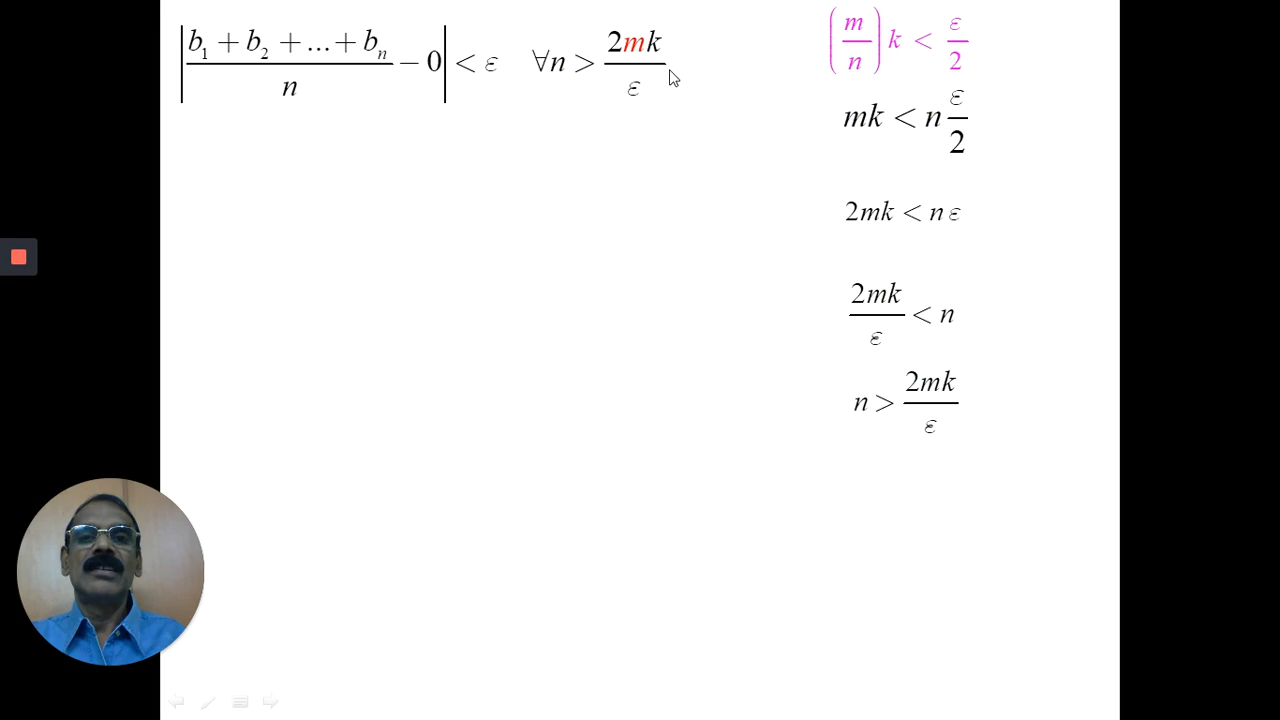 |(b₁ + b₂ + ... + bₙ)/n − 0| < ε ∀n > 2mk/ε
(m/n) k < ε/2
mk < n ε/2
2mk < n ε
2mk/ε < n
n > 2mk/ε